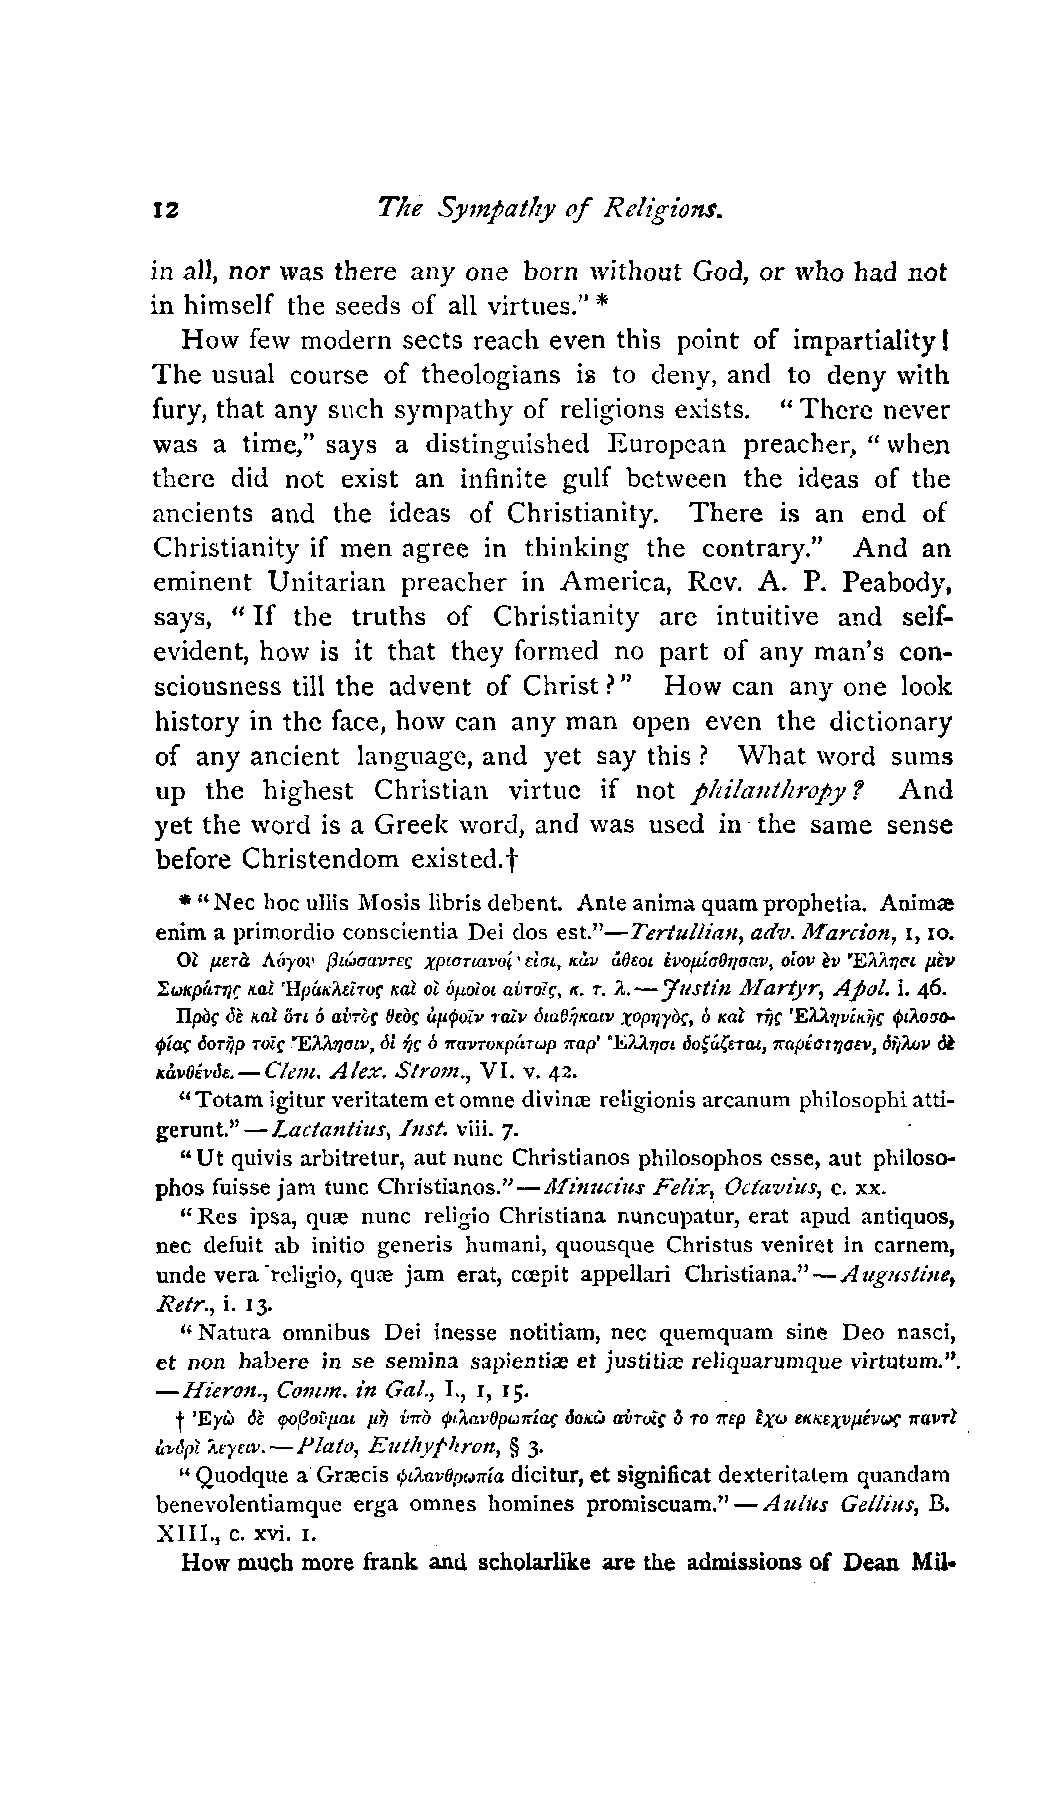 12 The Sympathy of Religions.
in all, nor was there any one born without God, or who had not
in himself the seeds of all virtues." *
How few modern sects reach even this point of impartiality!
The usual course of theologians is to deny, and to deny with
fury, that any such sympathy of religions exists. "There never
was a time," says a distinguished European preacher, "when
there did not exist an infinite gulf between the ideas of the
ancients and the ideas of Christianity. There is an end of
Christianity if men agree in thinking the contrary." And an
eminent Unitarian preacher in America, Rev. A. P. Peabody,
says, "If the truths of Christianity are intuitive and self-
evident, how is it that they formed no part of any man's con-
sciousness till the advent of Christ?" How can any one look
history in the face, how can any man open even the dictionary
of any ancient language, and yet say this? What word sums
up the highest Christian virtue if not philanthropy? And
yet the word is a Greek word, and was used in the same sense
before Christendom existed.†
* "Nec hoc ullis Mosis libris debent. Ante anima quam prophetia. Animæ
enim a primordio conscientia Dei dos est."—Tertullian, adv. Marcion, 1, 10.
Οἱ μετὰ Λόγου βιώσαντες χριστιανοί εἰσι, κἂν ἄθεοι ἐνομίσθησαν, οἷον ἐν Ἕλλησι μὲν
Σωκράτης καὶ Ἡράκλειτος καὶ οἱ ὁμοῖοι αὐτοῖς, κ. τ. λ.—Justin Martyr, Apol. i. 46.
Πρὸς δὲ καὶ ὅτι ὁ αὐτὸς θεὸς ἀμφοῖν ταῖν διαθήκαιν χορηγὸς, ὁ καὶ τῆς Ἑλληνίκῆς φιλοσο-
φίας δοτὴρ τοῖς Ἕλλησιν, δἰ ἧς ὁ παντοκράτωρ παρ' Ἕλλησι δοξάζεται, παρέστησεν, δῆλον δὲ
κἀνθένδε.—Clem. Alex. Strom., VI. v. 42.
"Totam igitur veritatem et omne divinæ religionis arcanum philosophi atti-
gerunt."—Lactantius, Inst. viii. 7.
"Ut quivis arbitretur, aut nunc Christianos philosophos esse, aut philoso-
phos fuisse jam tunc Christianos."—Minucius Felix, Octavius, c. xx.
"Res ipsa, quæ nunc religio Christiana nuncupatur, erat apud antiquos,
nec defuit ab initio generis humani, quousque Christus veniret in carnem,
unde vera religio, quæ jam erat, cœpit appellari Christiana."—Augustine,
Retr., i. 13.
"Natura omnibus Dei inesse notitiam, nec quemquam sine Deo nasci,
et non habere in se semina sapientiæ et justitiæ reliquarumque virtutum.".
—Hieron., Comm. in Gal., I., 1, 15.
† Ἐγὼ δὲ φοβοῦμαι μὴ ὑπὸ φιλανθρωπίας δοκῶ αὐτοῖς ὁ το περ ἔχω εκκεχυμένως παντὶ
ἀνδρὶ λεγειν.—Plato, Euthyphron, § 3.
"Quodque a Græcis φιλανθρωπία dicitur, et significat dexteritatem quandam
benevolentiamque erga omnes homines promiscuam."—Aulus Gellius, B.
XIII., c. xvi. 1.
How much more frank and scholarlike are the admissions of Dean Mil-